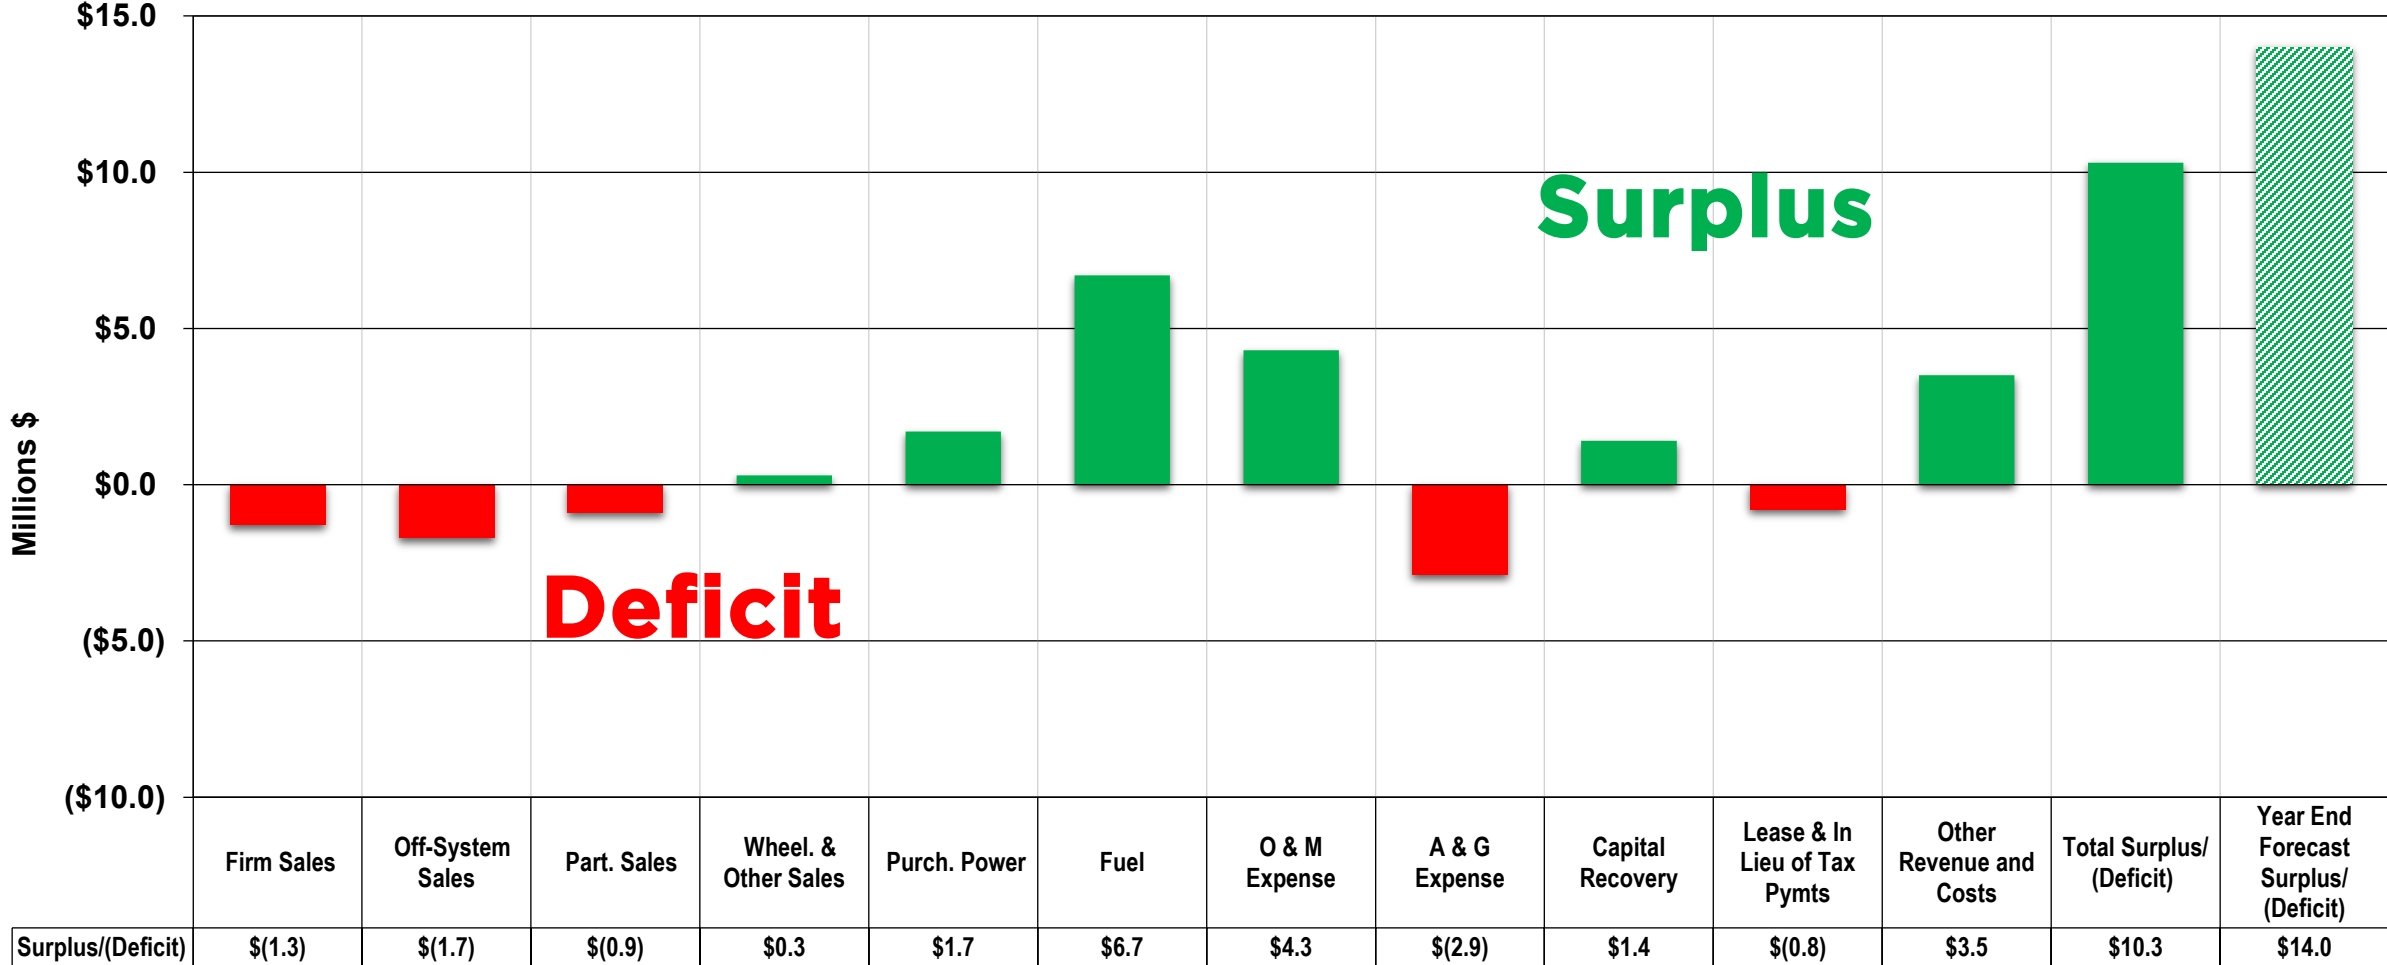 $15.0
$10.0
$5.0
$0.0
($5.0)
($10.0)
Millions $
Surplus
Deficit
Firm Sales
Off-System
Sales
Part. Sales
Wheel. &
Other Sales
Purch. Power
Fuel
O & M
Expense
A & G
Expense
Capital
Recovery
Lease & In
Lieu of Tax
Pymts
Other
Revenue and
Costs
Total Surplus/
(Deficit)
Year End
Forecast
Surplus/
(Deficit)
Surplus/(Deficit) $(1.3) $(1.7) $(0.9) $0.3 $1.7 $6.7 $4.3 $(2.9) $1.4 $(0.8) $3.5 $10.3 $14.0